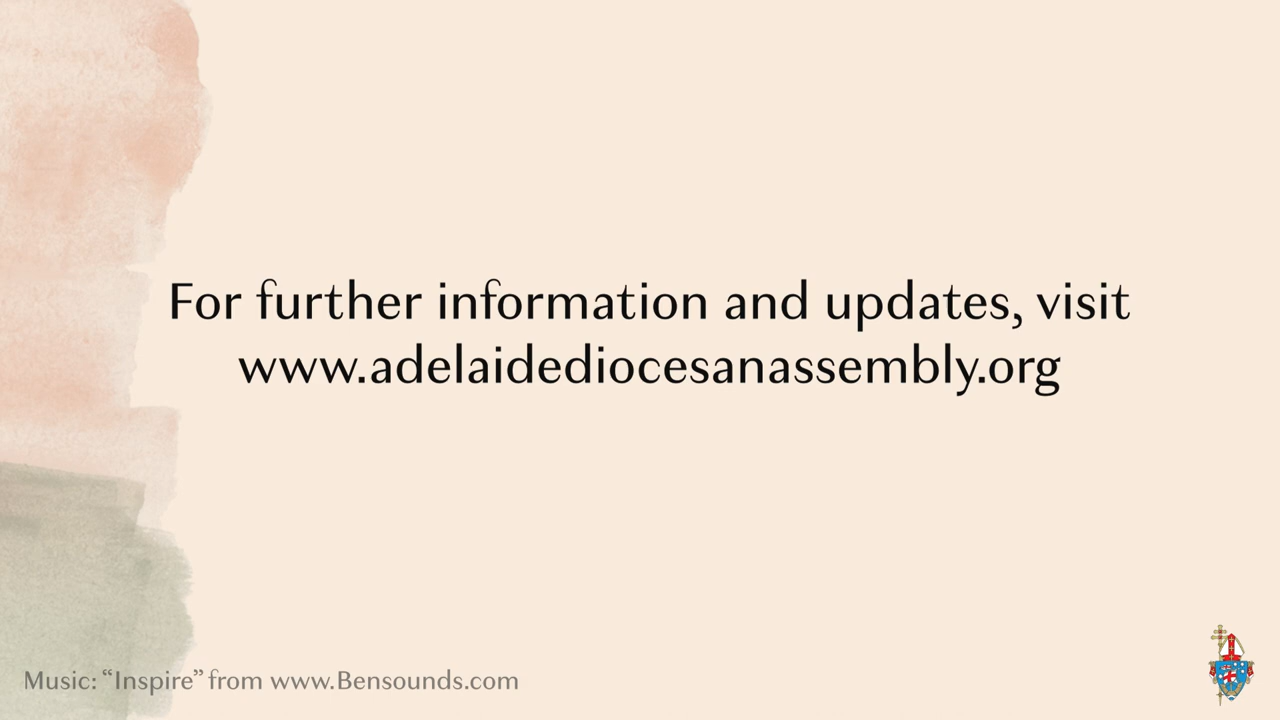 For further information and updates, visit
www.adelaidediocesanassembly.org
Music: “Inspire” from www.Bensounds.com